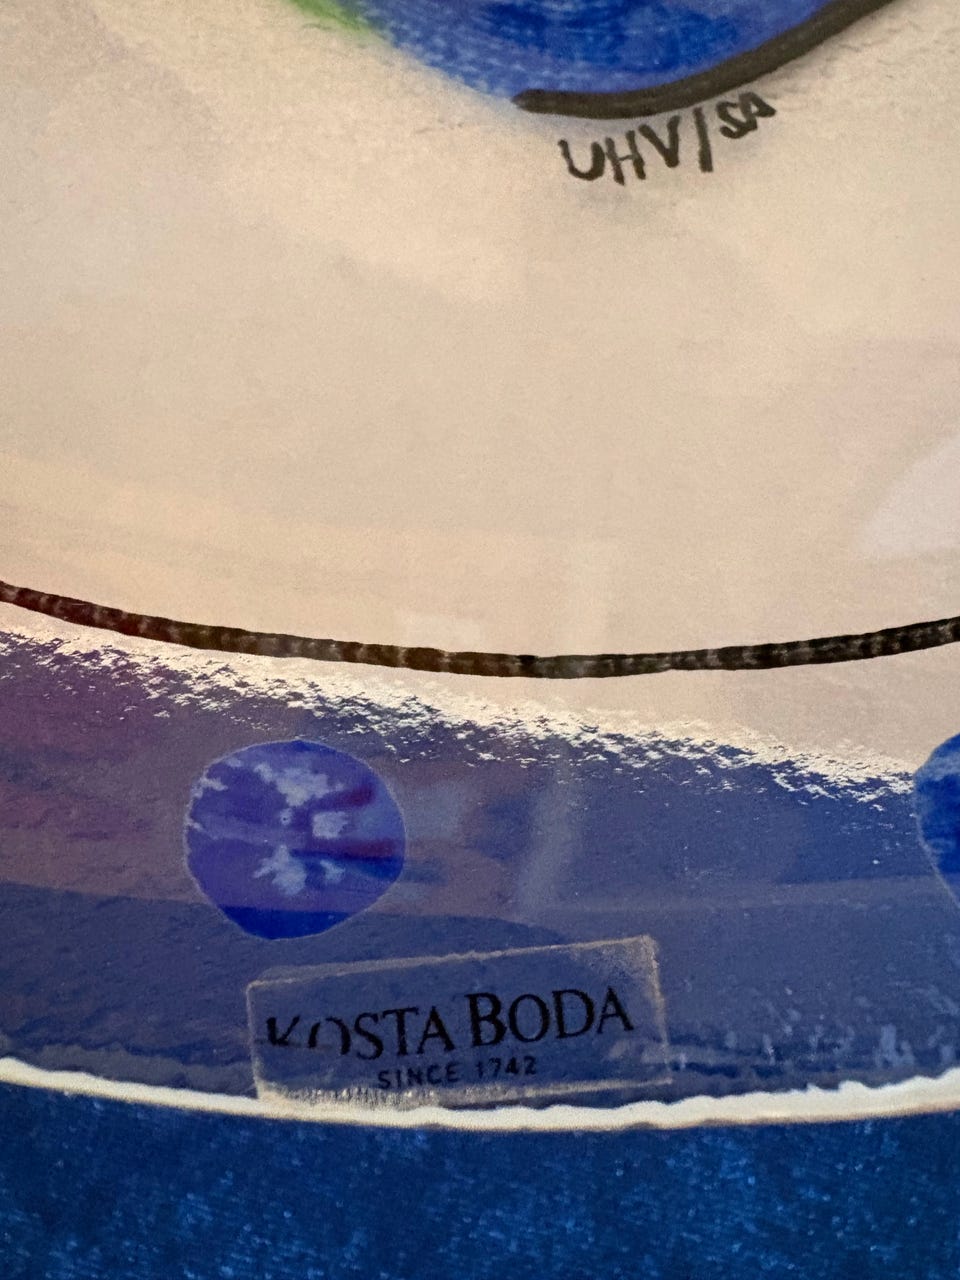 UHV/SA
KOSTA BODA
SINCE 1742